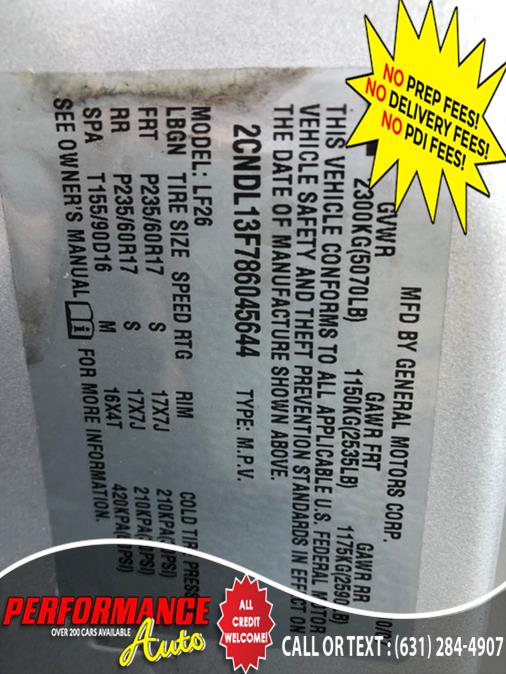 NO PREP FEES!
NO DELIVERY FEES!
NO PDI FEES!
MFD BY GENERAL MOTORS CORP.
GVWR GAWR FRT GAWR RR
2300KG(5070LB) 1150KG(2535LB) 1175KG(2590LB)
THIS VEHICLE CONFORMS TO ALL APPLICABLE U.S. FEDERAL MOTOR
VEHICLE SAFETY AND THEFT PREVENTION STANDARDS IN EFFECT ON
THE DATE OF MANUFACTURE SHOWN ABOVE.
2CNDL13F786045644 TYPE: M.P.V.
MODEL: LF26
LBGN TIRE SIZE SPEED RTG RIM COLD TIRE
FRT P235/60R17 S 17X7J 210KPA
RR P235/60R17 S 17X7J 210KPA
SPA T155/90D16 M 16X4T 420KPA
SEE OWNER'S MANUAL FOR MORE INFORMATION.
PERFORMANCE
OVER 200 CARS AVAILABLE
Auto
ALL
CREDIT
WELCOME!
CALL OR TEXT : (631) 284-4907